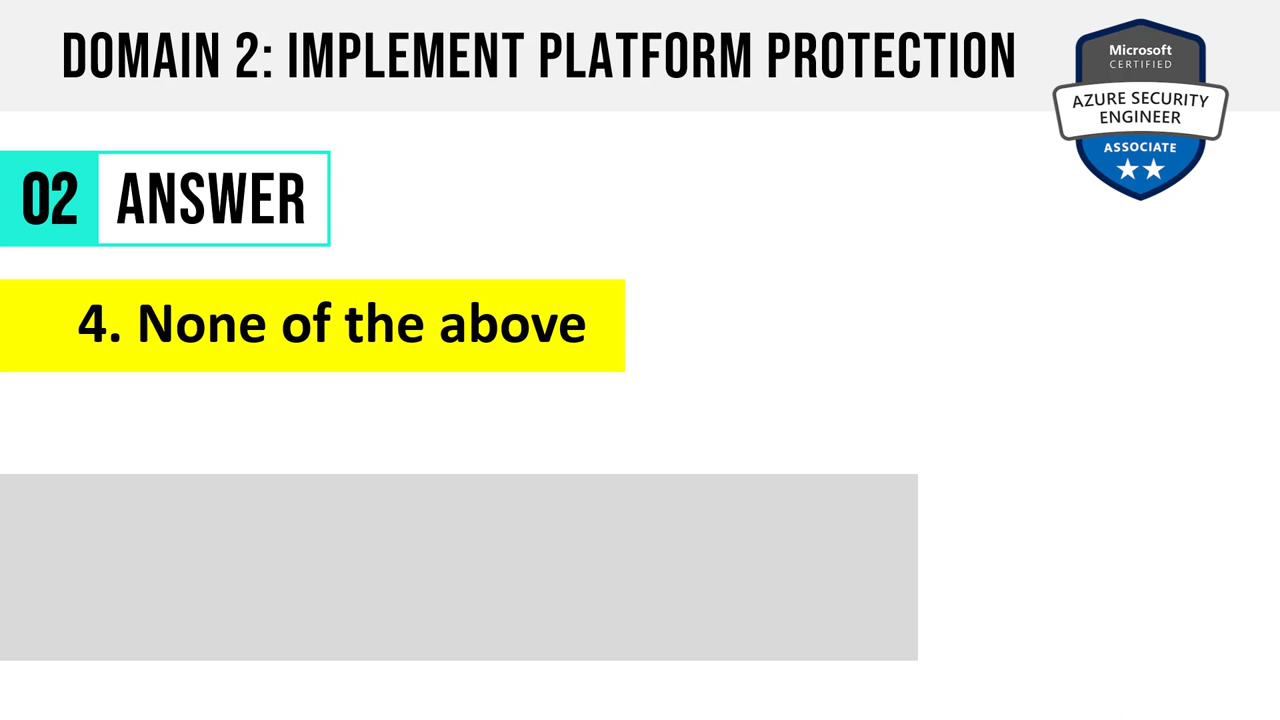 DOMAIN 2: IMPLEMENT PLATFORM PROTECTION
Microsoft
CERTIFIED
AZURE SECURITY
ENGINEER
ASSOCIATE
02 ANSWER
4. None of the above